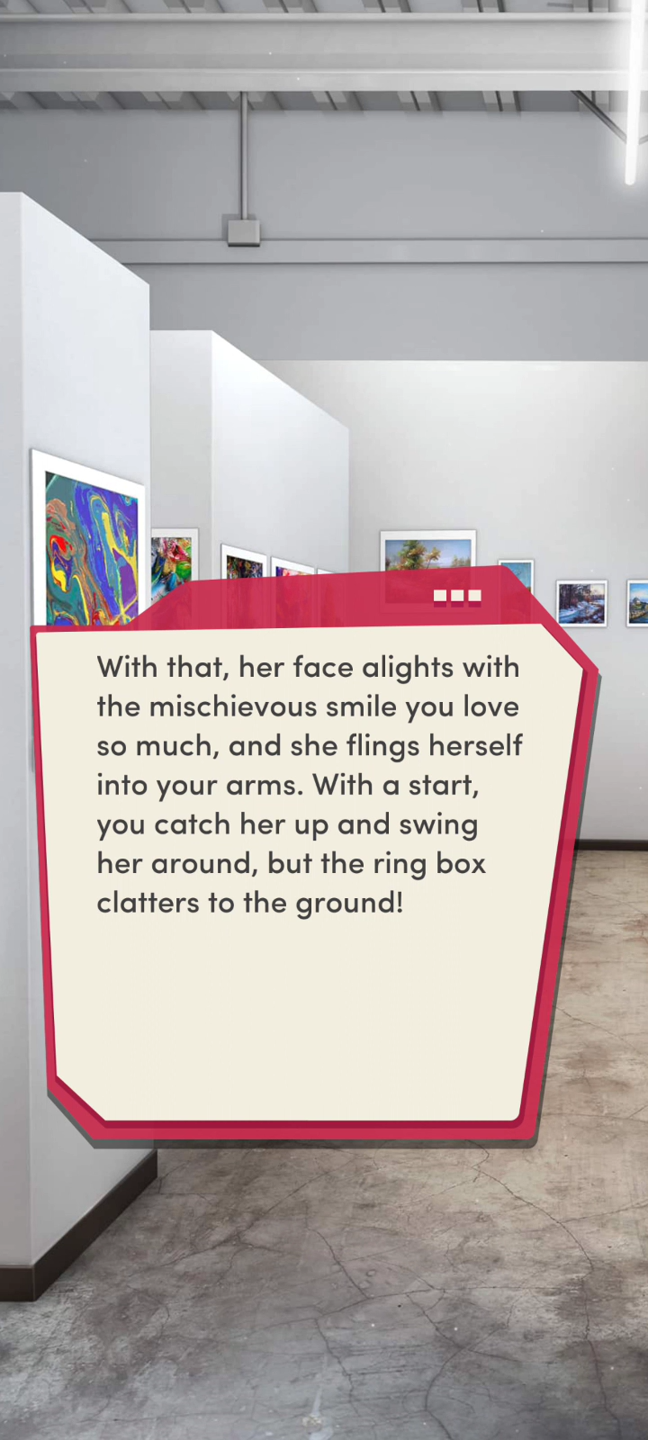 With that, her face alights with
the mischievous smile you love
so much, and she flings herself
into your arms. With a start,
you catch her up and swing
her around, but the ring box
clatters to the ground!